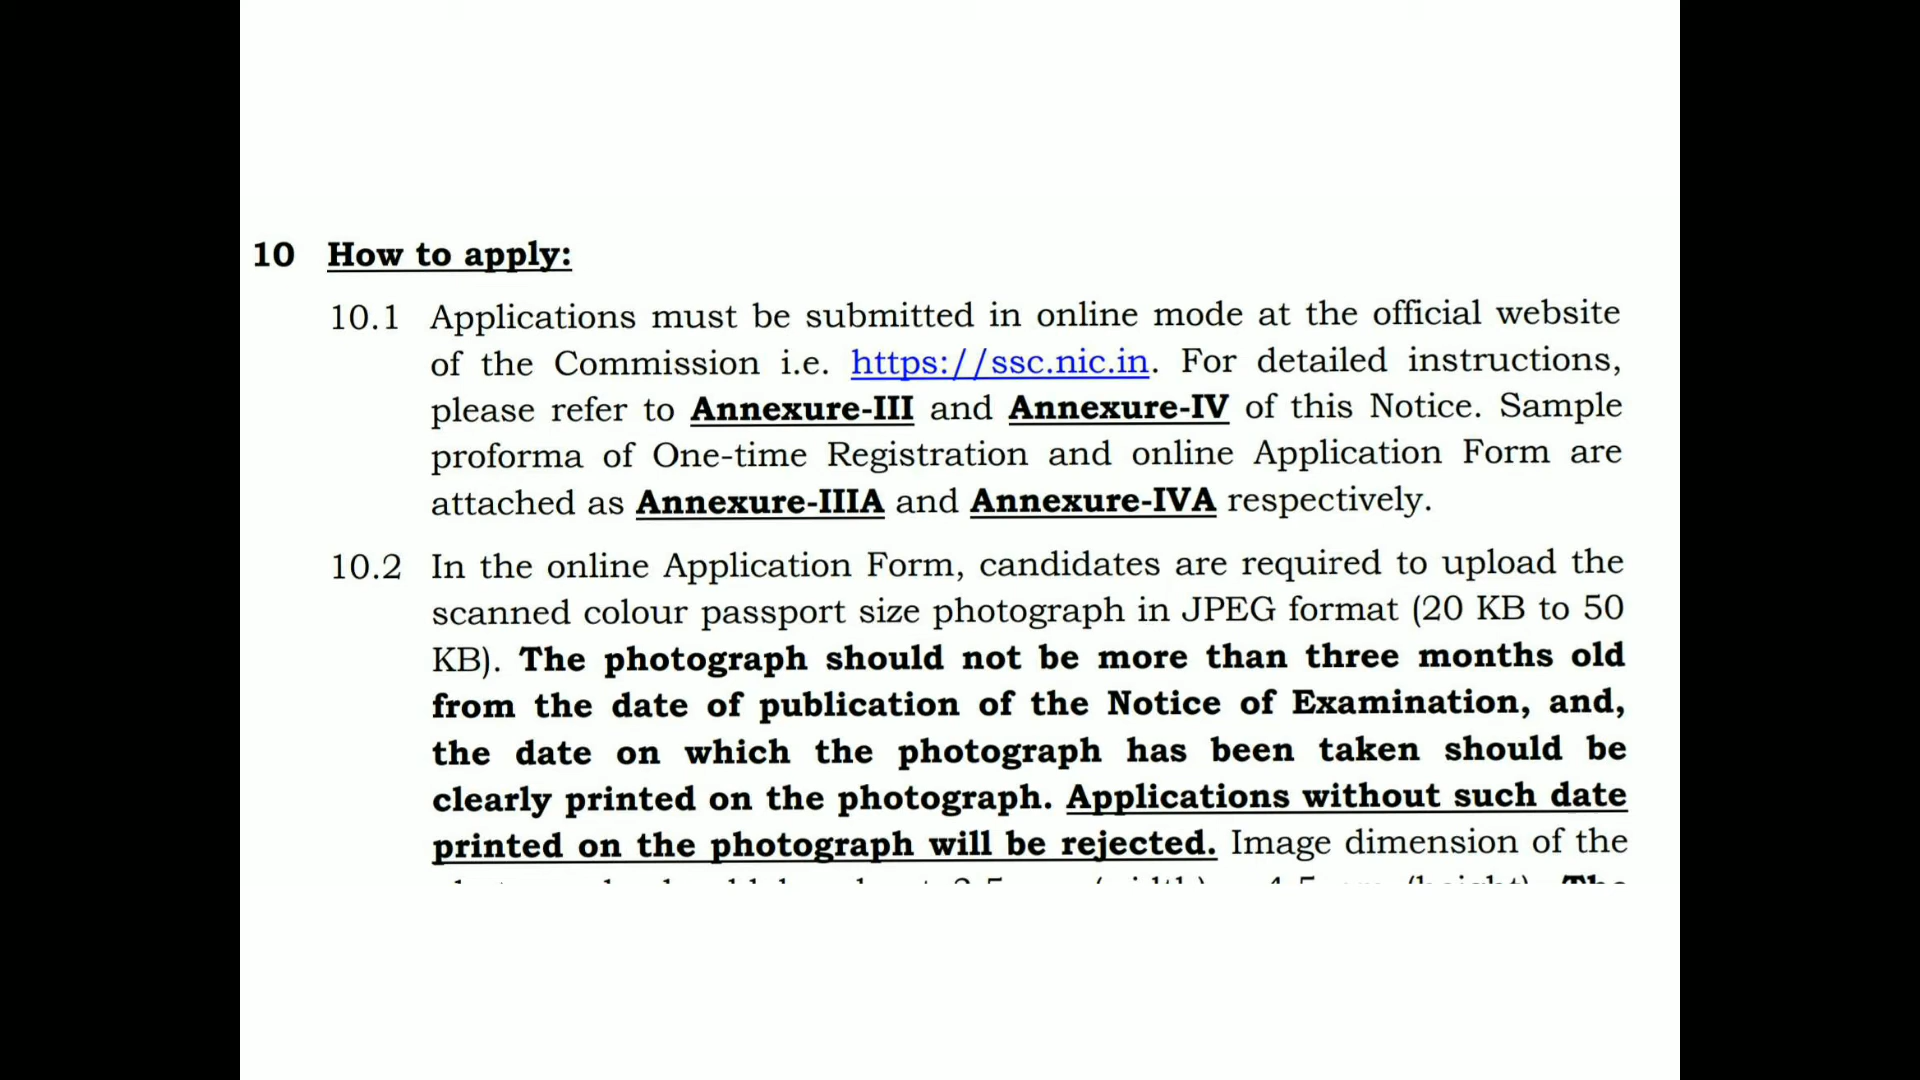 10 How to apply:
10.1 Applications must be submitted in online mode at the official website
of the Commission i.e. https://ssc.nic.in. For detailed instructions,
please refer to Annexure-III and Annexure-IV of this Notice. Sample
proforma of One-time Registration and online Application Form are
attached as Annexure-IIIA and Annexure-IVA respectively.
10.2 In the online Application Form, candidates are required to upload the
scanned colour passport size photograph in JPEG format (20 KB to 50
KB). The photograph should not be more than three months old
from the date of publication of the Notice of Examination, and,
the date on which the photograph has been taken should be
clearly printed on the photograph. Applications without such date
printed on the photograph will be rejected. Image dimension of the